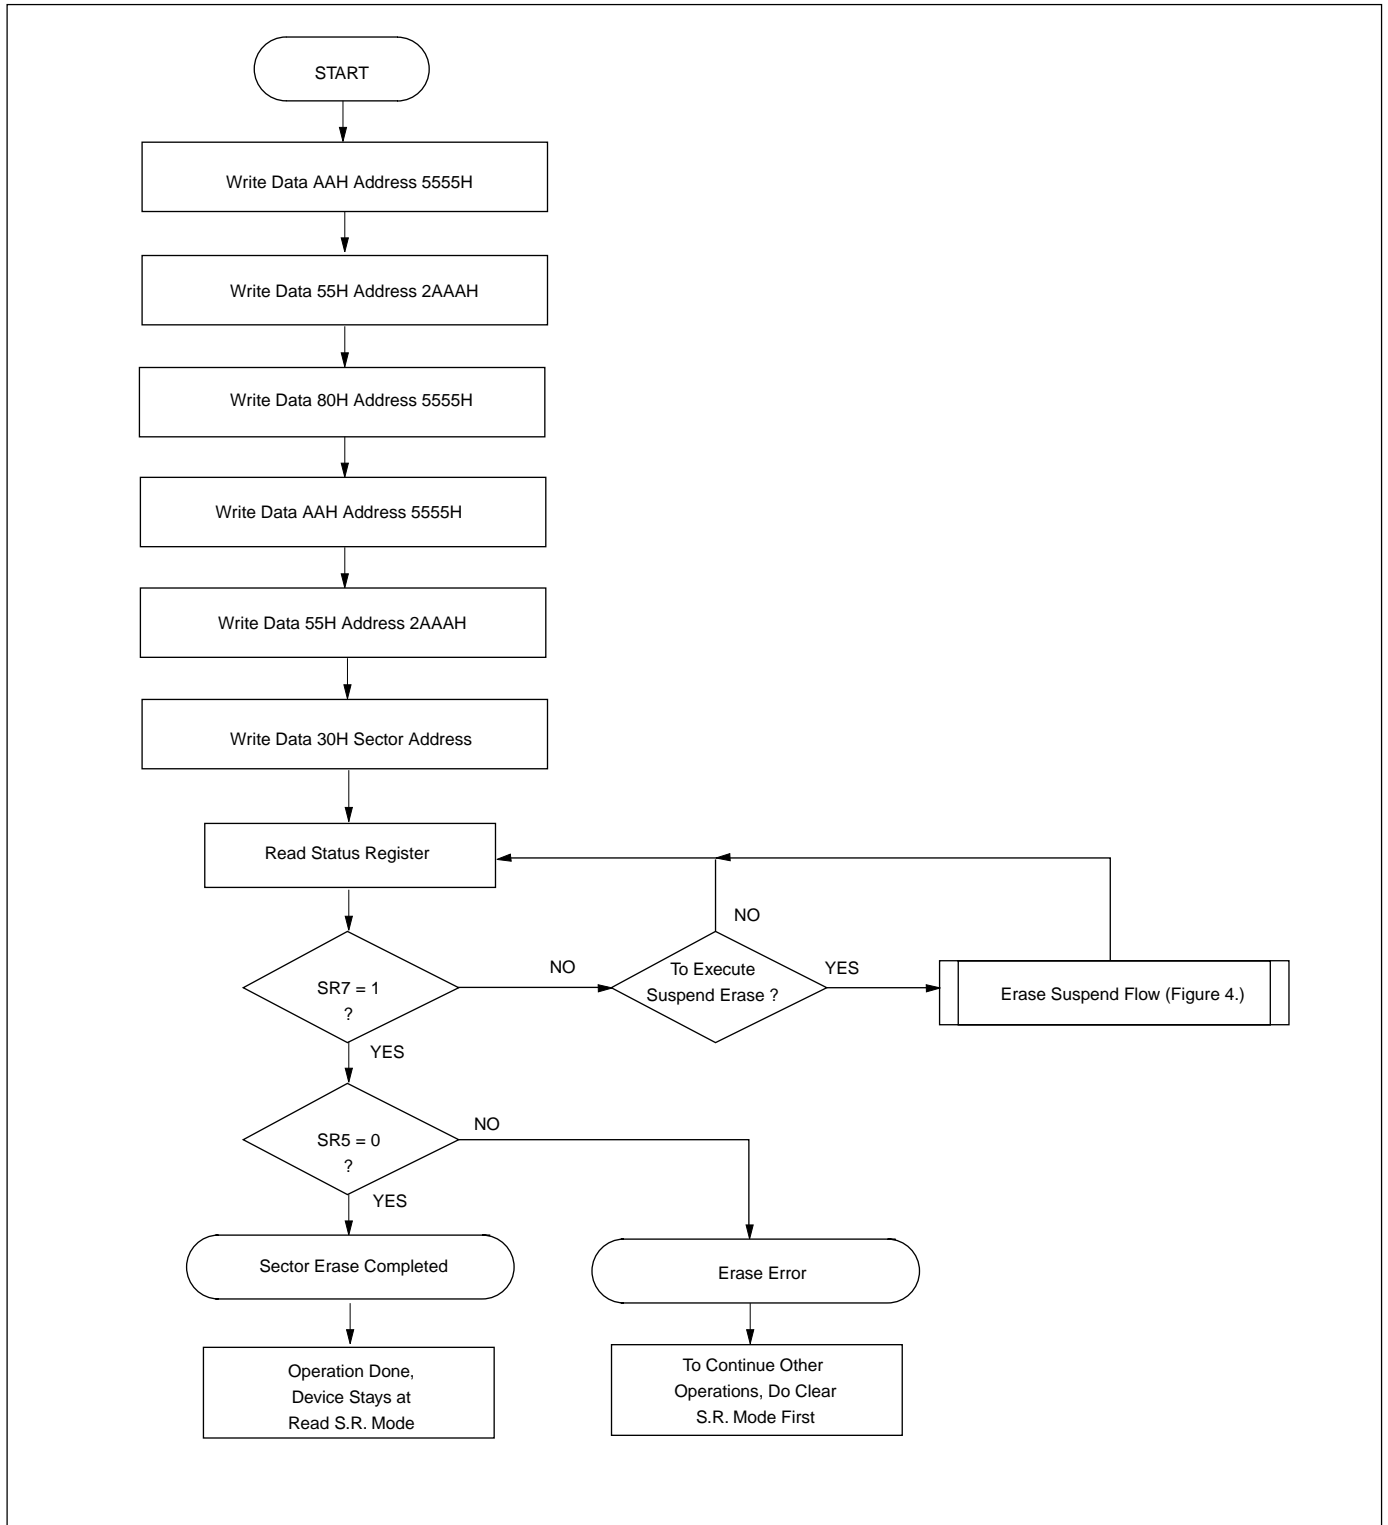 START
Write Data AAH Address 5555H
Write Data 55H Address 2AAAH
Write Data 80H Address 5555H
Write Data AAH Address 5555H
Write Data 55H Address 2AAAH
Write Data 30H Sector Address
Read Status Register
NO
SR7 = 1
?
NO
To Execute
Suspend Erase ?
YES
Erase Suspend Flow (Figure 4.)
YES
SR5 = 0
?
NO
YES
Sector Erase Completed
Erase Error
Operation Done,
Device Stays at
Read S.R. Mode
To Continue Other
Operations, Do Clear
S.R. Mode First